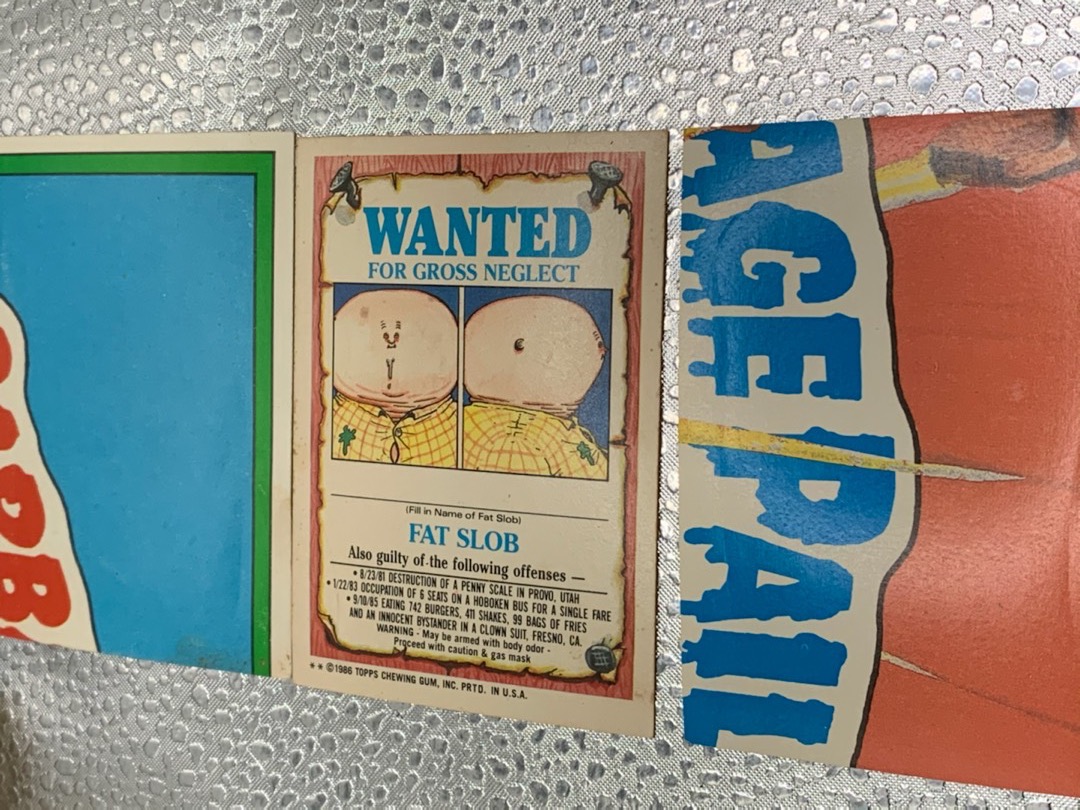 WANTED
FOR GROSS NEGLECT
(Fill in Name of Fat Slob)
FAT SLOB
Also guilty of the following offenses —
• 8/23/81 DESTRUCTION OF A PENNY SCALE IN PROVO, UTAH
• 1/22/83 OCCUPATION OF 6 SEATS ON A HOBOKEN BUS FOR A SINGLE FARE
• 9/10/85 EATING 742 BURGERS, 411 SHAKES, 99 BAGS OF FRIES
AND AN INNOCENT BYSTANDER IN A CLOWN SUIT, FRESNO, CA.
WARNING - May be armed with body odor -
Proceed with caution & gas mask
** ©1986 TOPPS CHEWING GUM, INC. PRTD. IN U.S.A.
AGE PAIL